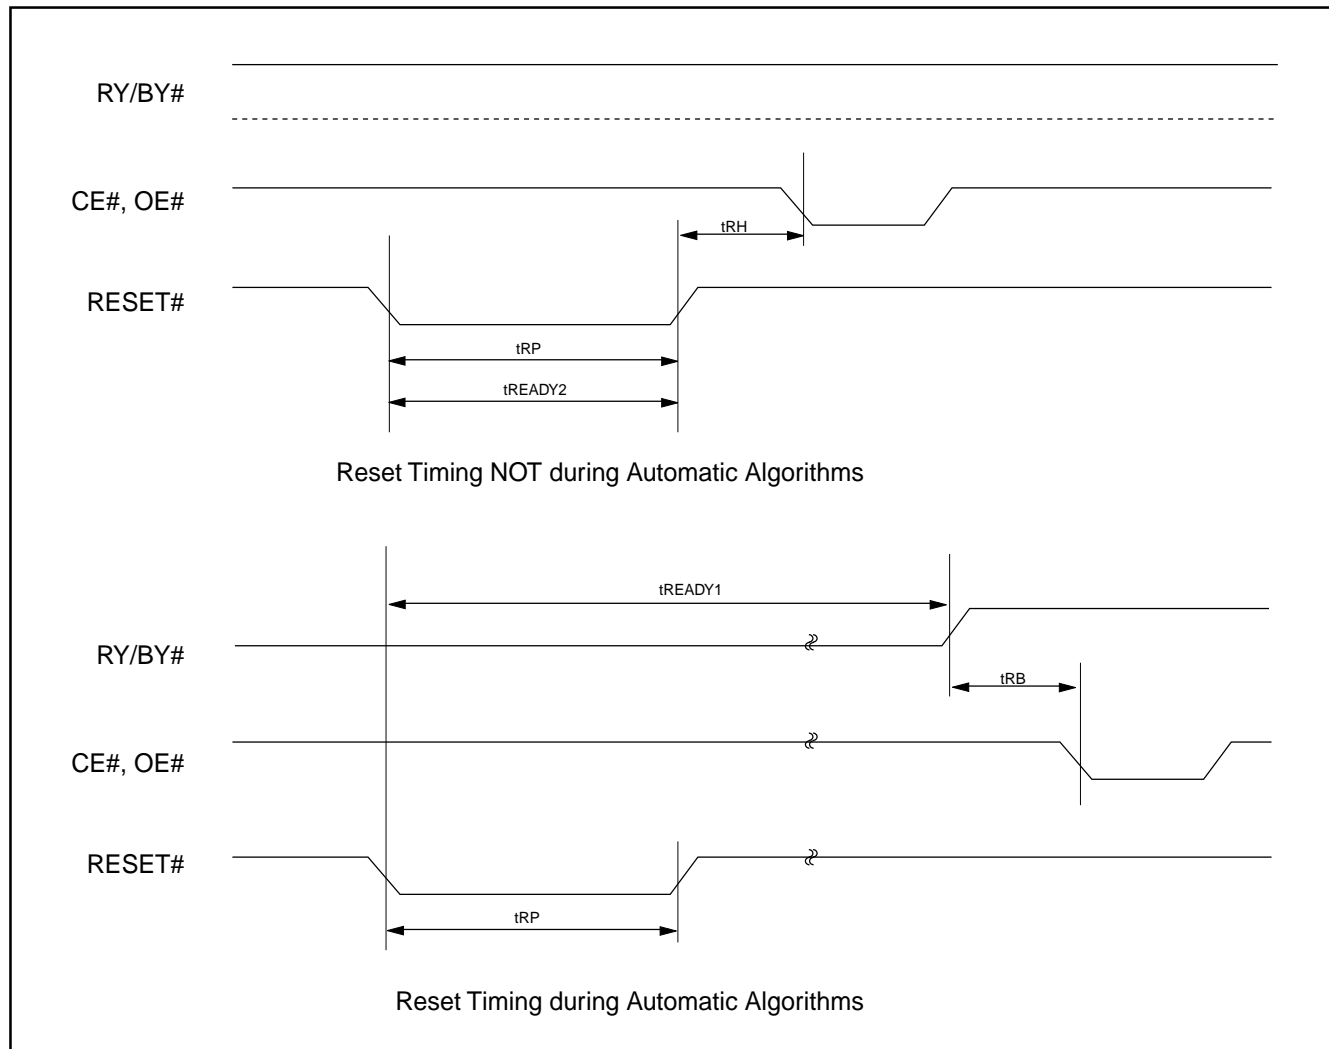 RY/BY#
CE#, OE#
tRH
RESET#
tRP
tREADY2
Reset Timing NOT during Automatic Algorithms
tREADY1
RY/BY#
tRB
CE#, OE#
RESET#
tRP
Reset Timing during Automatic Algorithms